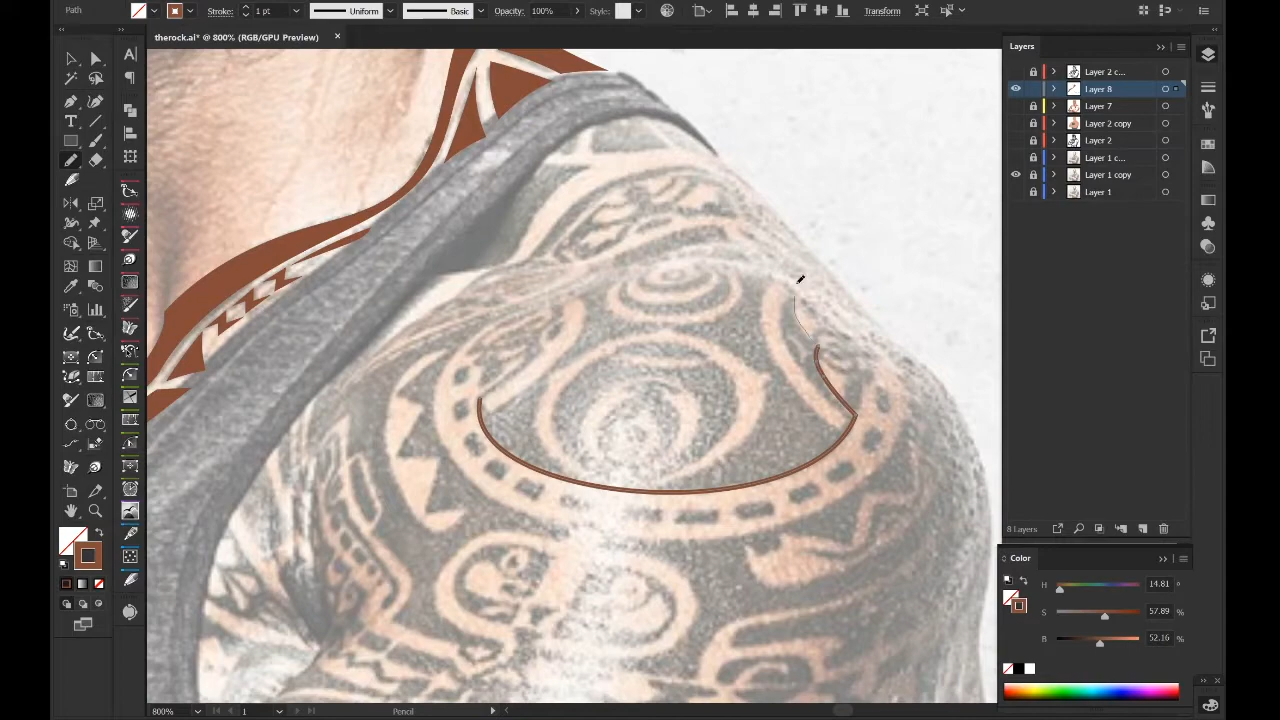 Path
Stroke:
1 pt
Uniform
Basic
Opacity:
100%
Style:
Transform
therock.ai* @ 800% (RGB/GPU Preview)
Layers
Layer 2 c...
Layer 8
Layer 7
Layer 2 copy
Layer 2
Layer 1 c...
Layer 1 copy
Layer 1
8 Layers
Color
H 14.81 °
S 57.89 %
B 52.16 %
800%
1
Pencil